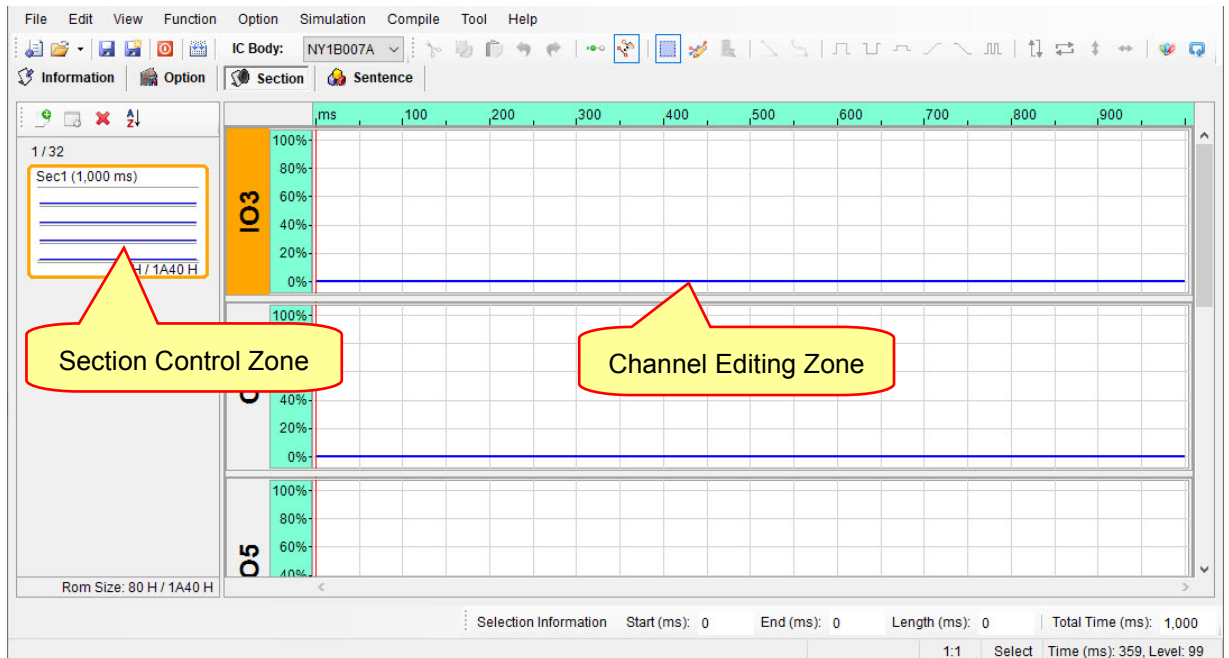 File Edit View Function Option Simulation Compile Tool Help
IC Body: NY1B007A
Information Option Section Sentence
ms 100 200 300 400 500 600 700 800 900
1 / 32
Sec1 (1,000 ms)
H / 1A40 H
Section Control Zone
Rom Size: 80 H / 1A40 H
IO3
100%
80%
60%
40%
20%
0%
Channel Editing Zone
100%
40%
20%
0%
O5
100%
80%
60%
40%
Selection Information Start (ms): 0 End (ms): 0 Length (ms): 0 Total Time (ms): 1,000
1:1 Select Time (ms): 359, Level: 99